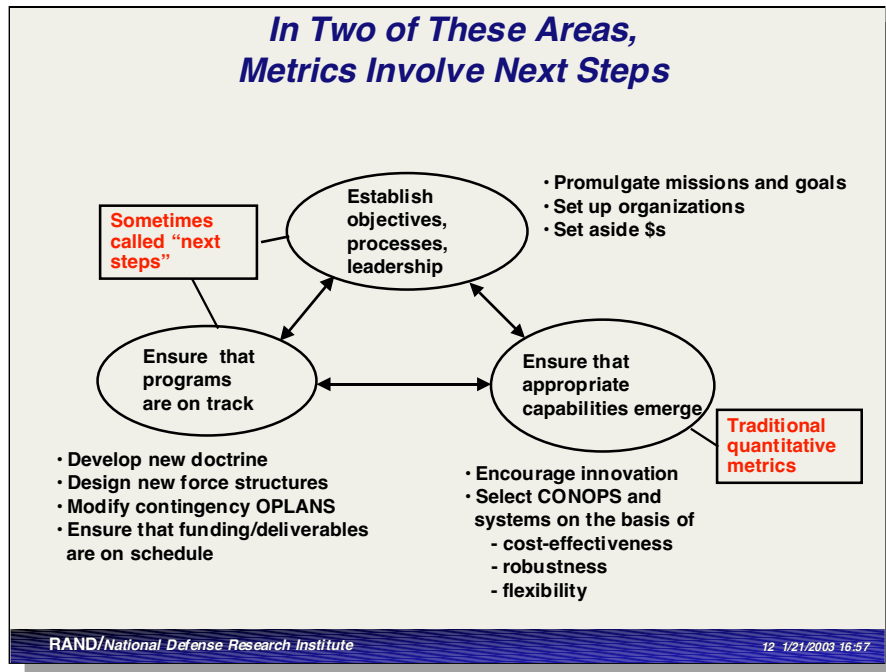 In Two of These Areas,
Metrics Involve Next Steps
Establish
objectives,
processes,
leadership
• Promulgate missions and goals
• Set up organizations
• Set aside $s
Sometimes
called “next
steps”
Ensure that
programs
are on track
Ensure that
appropriate
capabilities emerge
Traditional
quantitative
metrics
• Develop new doctrine
• Design new force structures
• Modify contingency OPLANS
• Ensure that funding/deliverables
are on schedule
• Encourage innovation
• Select CONOPS and
systems on the basis of
- cost-effectiveness
- robustness
- flexibility
RAND/National Defense Research Institute
12 1/21/2003 16:57